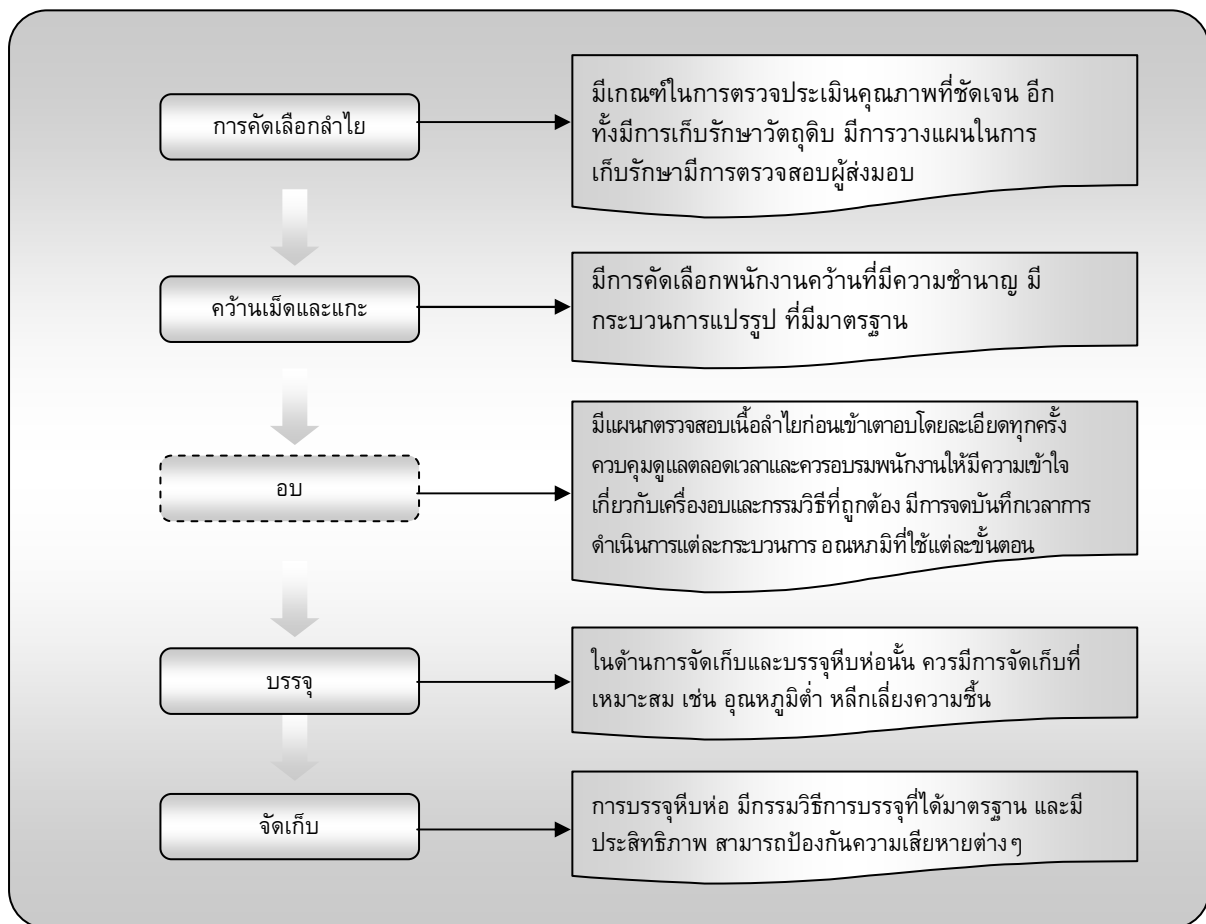 การคัดเลือกลำไย
มีเกณฑ์ในการตรวจประเมินคุณภาพที่ชัดเจน อีก
ทั้งมีการเก็บรักษาวัตถุดิบ มีการวางแผนในการ
เก็บรักษามีการตรวจสอบผู้ส่งมอบ
คว้านเม็ดและแกะ
มีการคัดเลือกพนักงานคว้านที่มีความชำนาญ มี
กระบวนการแปรรูป ที่มีมาตรฐาน
อบ
มีแผนกตรวจสอบเนื้อลำไยก่อนเข้าเตาอบโดยละเอียดทุกครั้ง
ควบคุมดูแลตลอดเวลาและควรอบรมพนักงานให้มีความเข้าใจ
เกี่ยวกับเครื่องอบและกรรมวิธีที่ถูกต้อง มีการจดบันทึกเวลาการ
ดำเนินการแต่ละกระบวนการ อุณหภูมิที่ใช้แต่ละขั้นตอน
บรรจุ
ในด้านการจัดเก็บและบรรจุหีบห่อนั้น ควรมีการจัดเก็บที่
เหมาะสม เช่น อุณหภูมิต่ำ หลีกเลี่ยงความชื้น
จัดเก็บ
การบรรจุหีบห่อ มีกรรมวิธีการบรรจุที่ได้มาตรฐาน และมี
ประสิทธิภาพ สามารถป้องกันความเสียหายต่างๆ